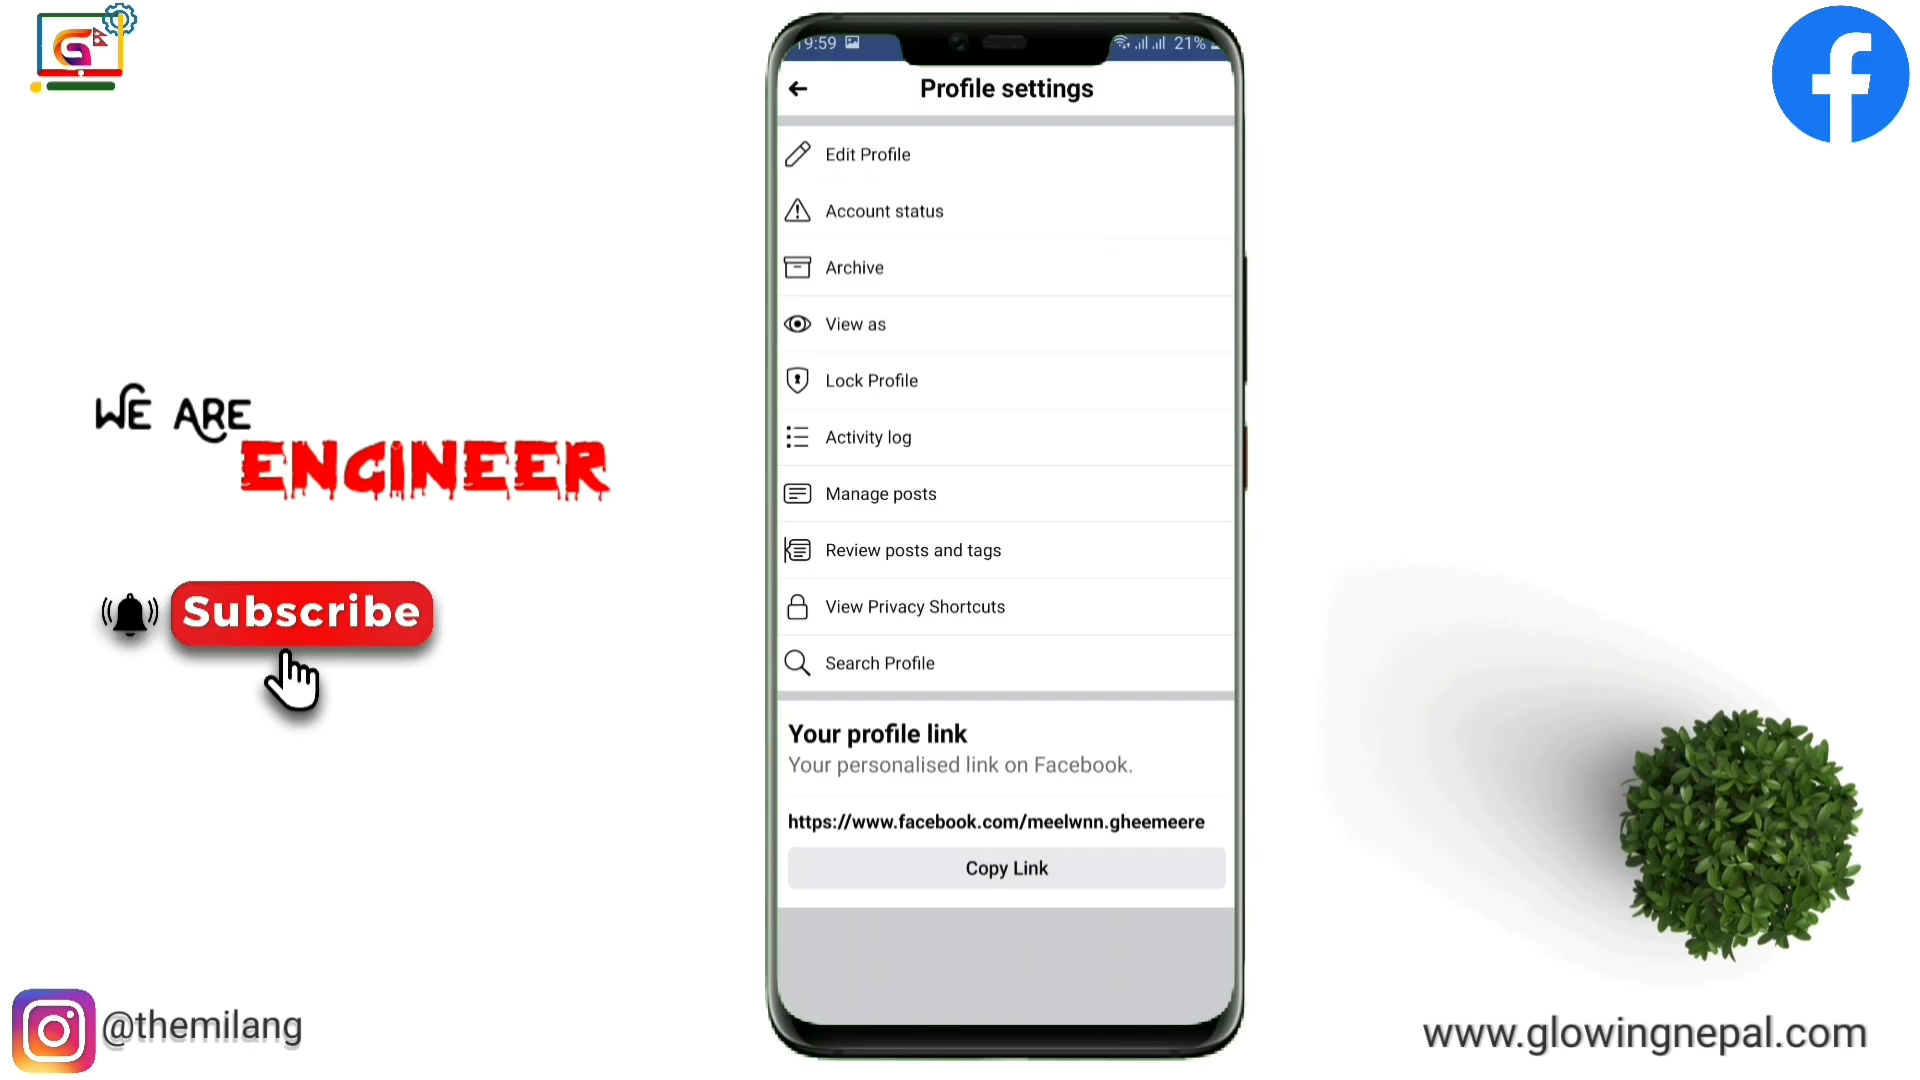 19:59
21%
Profile settings
Edit Profile
Account status
Archive
View as
Lock Profile
Activity log
Manage posts
Review posts and tags
View Privacy Shortcuts
Search Profile
Your profile link
Your personalised link on Facebook.
https://www.facebook.com/meelwnn.gheemeere
Copy Link
WE ARE
ENGINEER
Subscribe
@themilang
www.glowingnepal.com